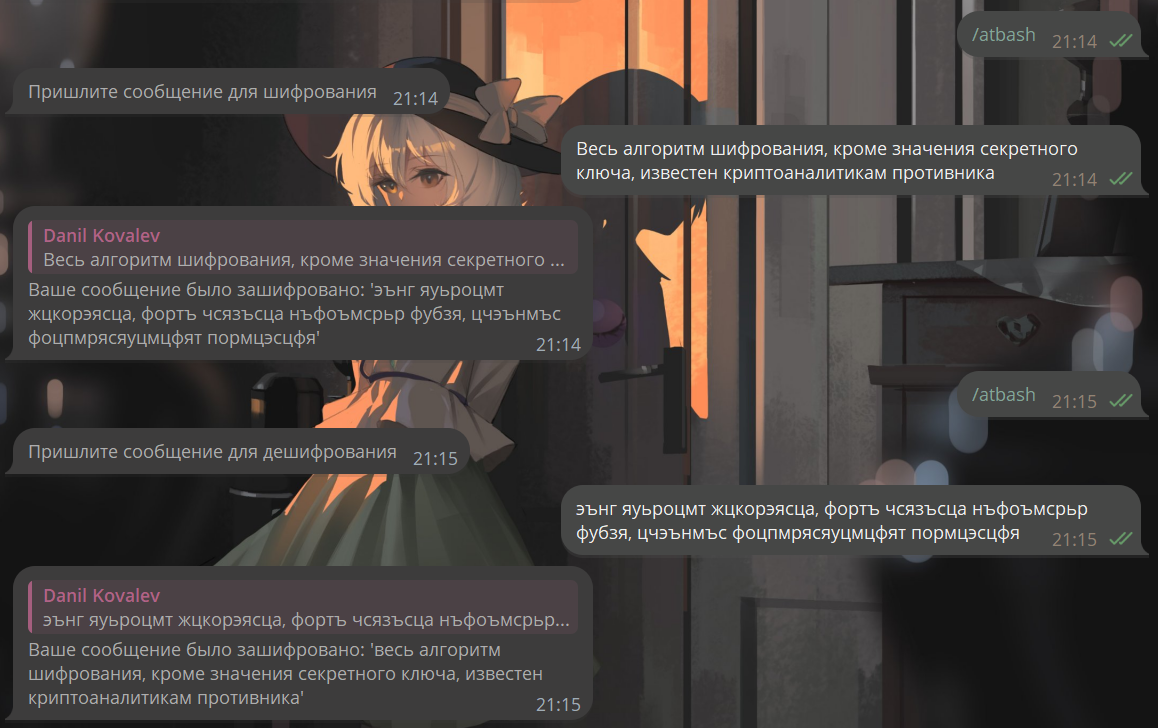 /atbash 21:14
Пришлите сообщение для шифрования 21:14
Весь алгоритм шифрования, кроме значения секретного
ключа, известен криптоаналитикам противника 21:14
Danil Kovalev
Весь алгоритм шифрования, кроме значения секретного ...
Ваше сообщение было зашифровано: 'эънг яуьроцмт
жцкорэясца, фортъ чсязъсца нъфоъмсрьр фубзя, цчэънмъс
фоцпмрясяуцмцфят пормцэсцфя' 21:14
/atbash 21:15
Пришлите сообщение для дешифрования 21:15
эънг яуьроцмт жцкорэясца, фортъ чсязъсца нъфоъмсрьр
фубзя, цчэънмъс фоцпмрясяуцмцфят пормцэсцфя 21:15
Danil Kovalev
эънг яуьроцмт жцкорэясца, фортъ чсязъсца нъфоъмсрьр...
Ваше сообщение было зашифровано: 'весь алгоритм
шифрования, кроме значения секретного ключа, известен
криптоаналитикам противника' 21:15